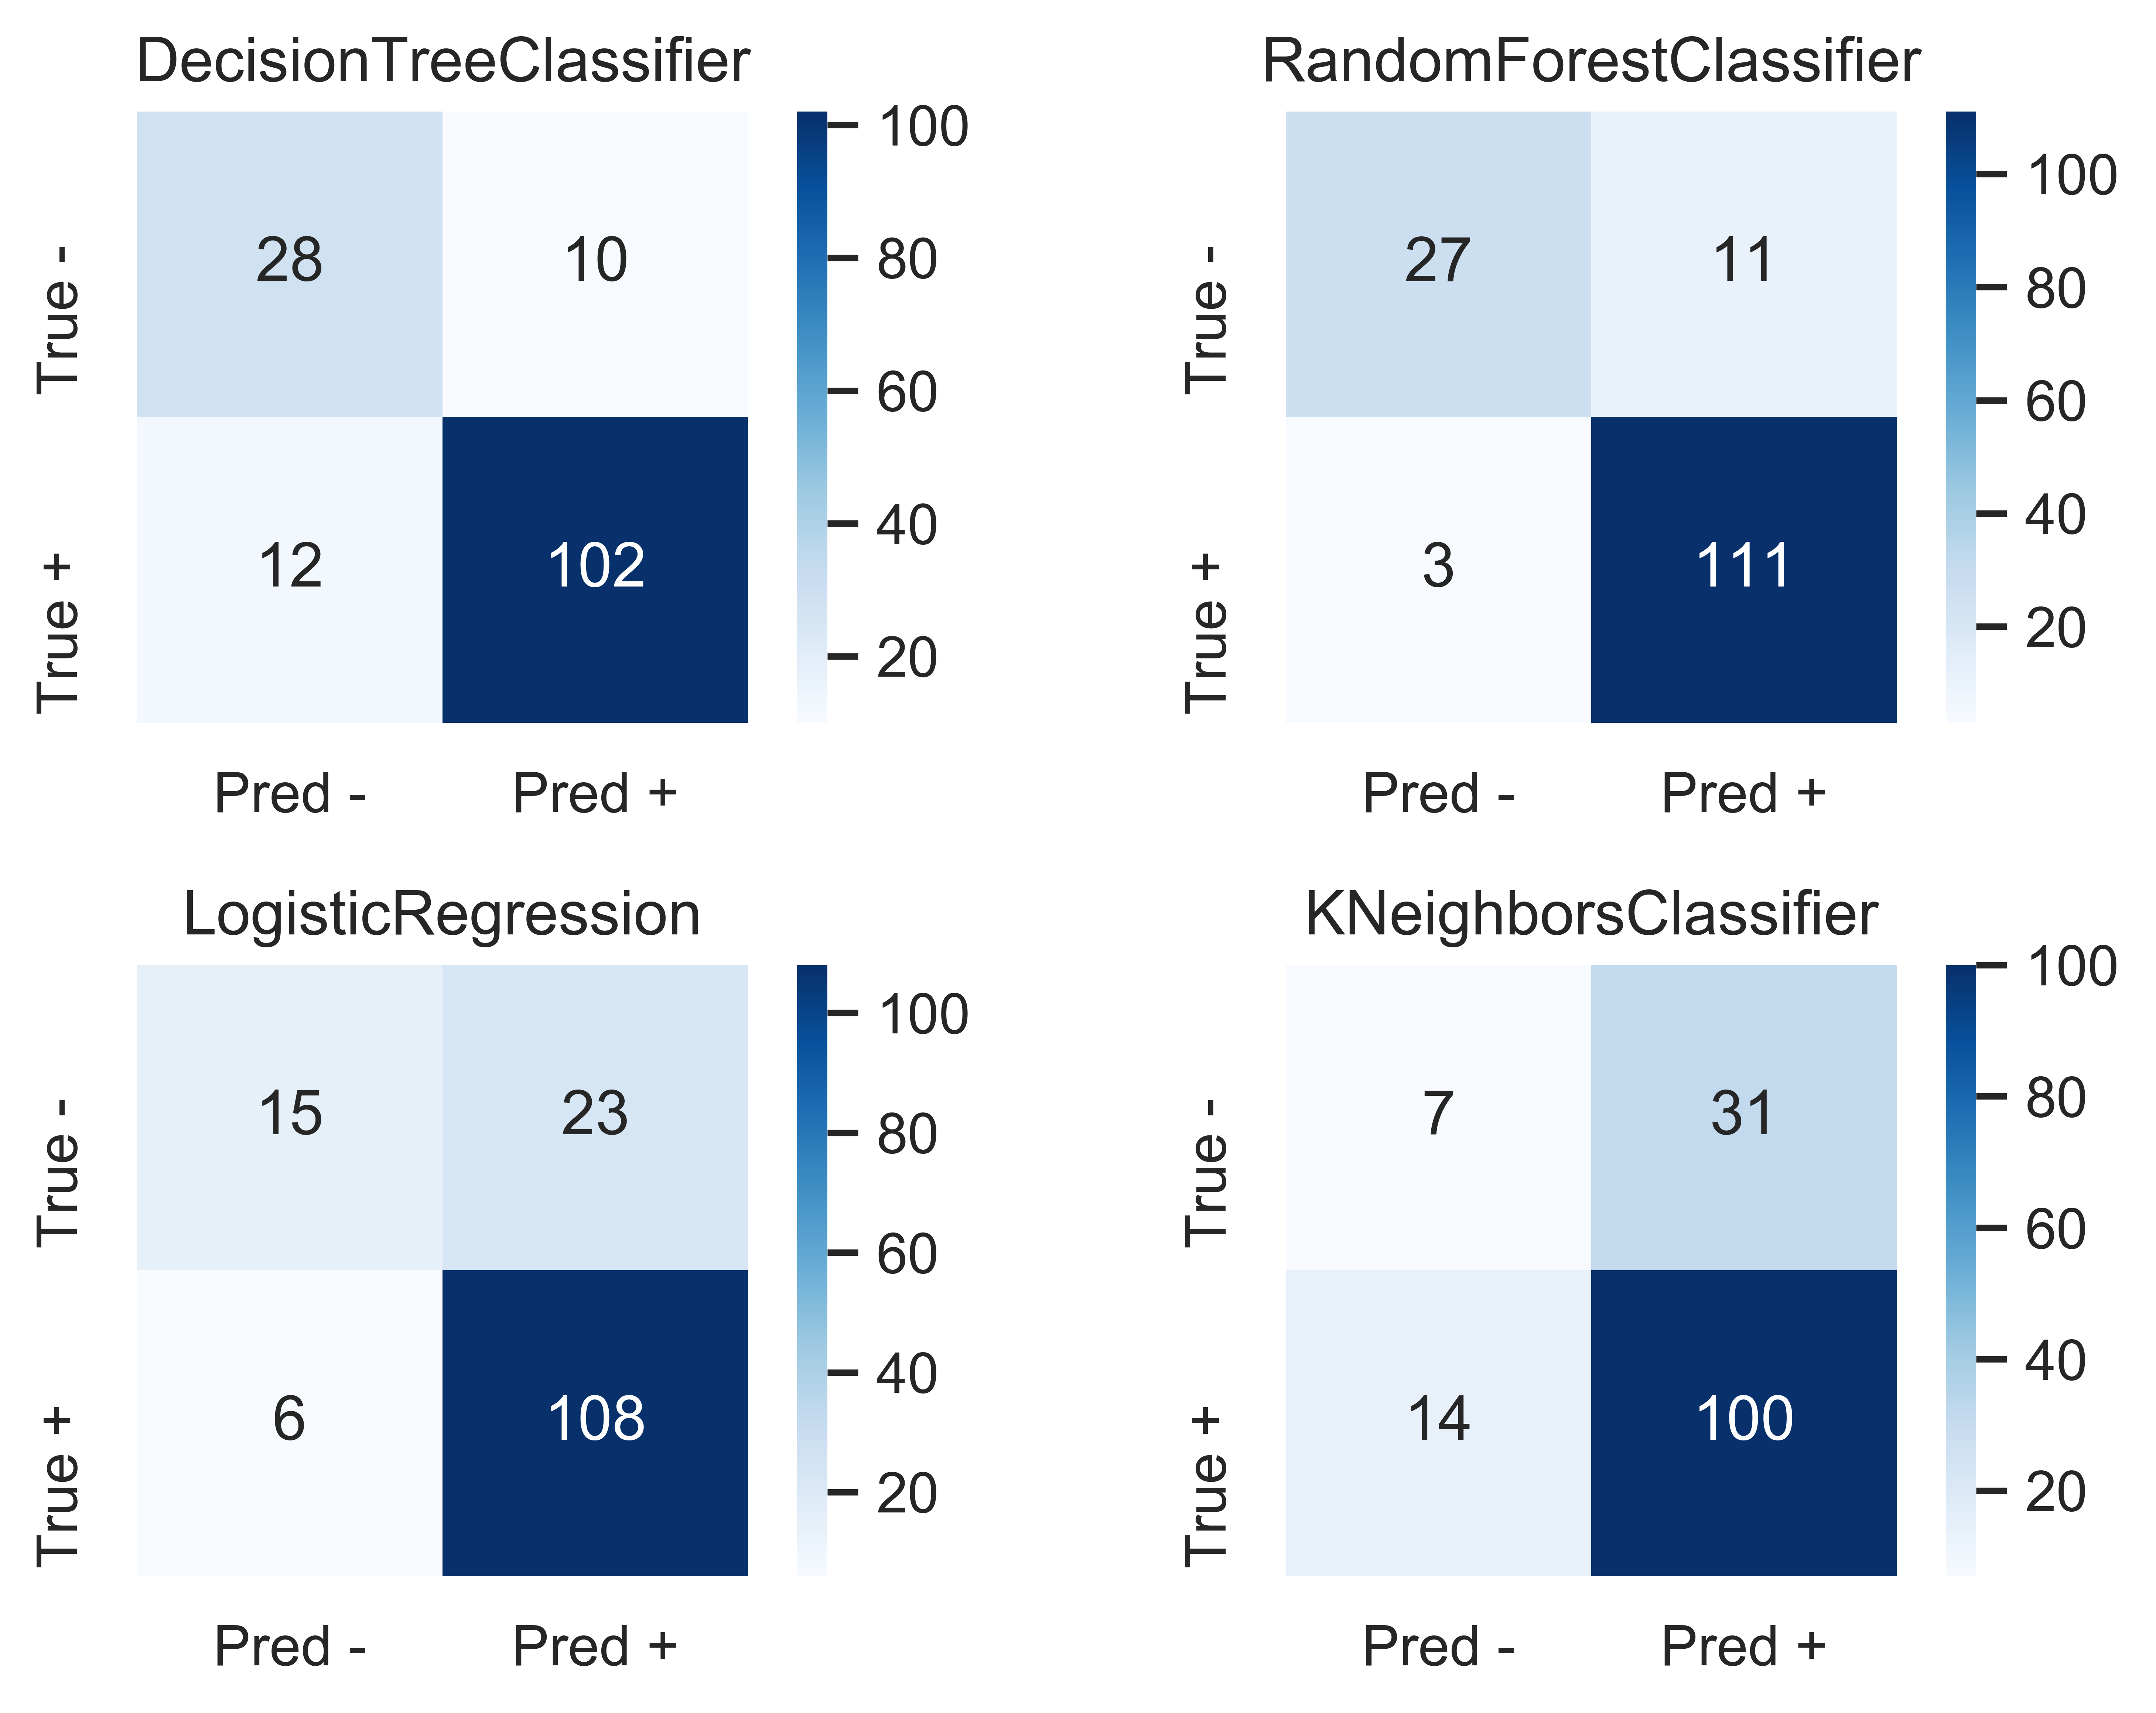 DecisionTreeClassifier
True -
28
10
100
80
60
40
20
True +
12
102
Pred -
Pred +
RandomForestClassifier
True -
27
11
100
80
60
40
20
True +
3
111
Pred -
Pred +
LogisticRegression
True -
15
23
100
80
60
40
20
True +
6
108
Pred -
Pred +
KNeighborsClassifier
True -
7
31
100
80
60
40
20
True +
14
100
Pred -
Pred +